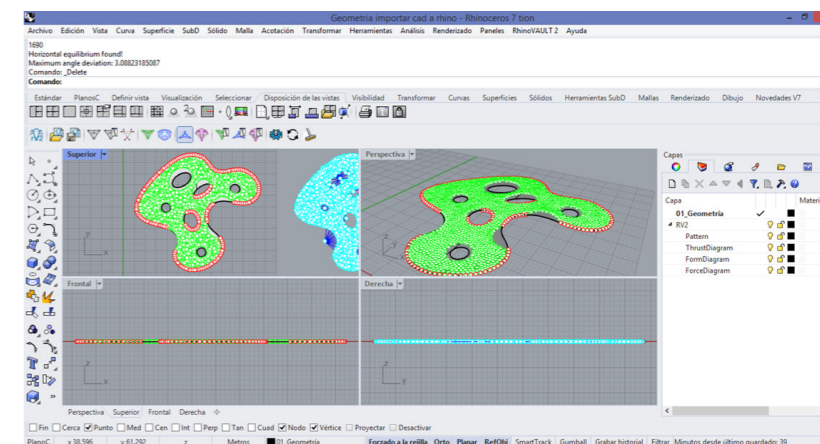 Geometria importar cad a rhino - Rhinoceros 7 tion
Archivo Edición Vista Curva Superficie SubD Sólido Malla Acotación Transformar Herramientas Análisis Renderizado Paneles RhinoVAULT 2 Ayuda
1690
Horizontal equilibrium found!
Maximum angle deviation: 3.08823185087
Comando: _Delete
Comando:
Estándar PlanosC Definir vista Visualización Seleccionar Disposición de las vistas Visibilidad Transformar Curvas Superficies Sólidos Herramientas SubD Mallas Renderizado Dibujo Novedades V7
Superior
Perspectiva
Capas
Capa Materi
01_Geometría
RV2
Pattern
ThrustDiagram
FormDiagram
ForceDiagram
y
x
z
y
x
Frontal
Derecha
z
x
z
y
Perspectiva Superior Frontal Derecha
Fin Cerca Punto Med Cen Int Perp Tan Cuad Nodo Vértice Proyectar Desactivar
PlanoC x 38.596 y 61.292 z Metros 01_Geometría Forzado a la rejilla Orto Planar RefObj SmartTrack Gumball Grabar historial Filtrar Minutos desde último guardado: 39